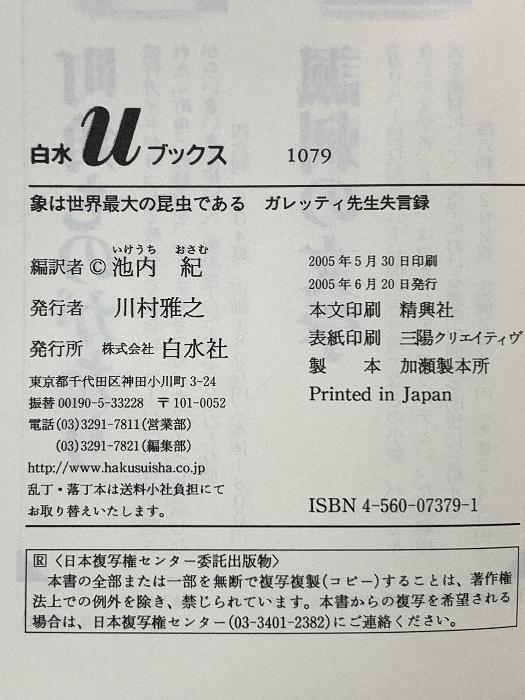 白水uブックス 1079
象は世界最大の昆虫である ガレッティ先生失言録
いけうち おさむ
編訳者 © 池内 紀
発行者 川村雅之
発行所 株式会社 白水社
東京都千代田区神田小川町 3-24
振替 00190-5-33228 〒101-0052
電話(03)3291-7811(営業部)
(03)3291-7821(編集部)
http://www.hakusuisha.co.jp
乱丁・落丁本は送料小社負担にて
お取り替えいたします。
2005年5月30日印刷
2005年6月20日発行
本文印刷 精興社
表紙印刷 三陽クリエイティヴ
製本 加瀬製本所
Printed in Japan
ISBN 4-560-07379-1
R〈日本複写権センター委託出版物〉
本書の全部または一部を無断で複写複製(コピー)することは、著作権
法上での例外を除き、禁じられています。本書からの複写を希望される
場合は、日本複写権センター(03-3401-2382)にご連絡ください。